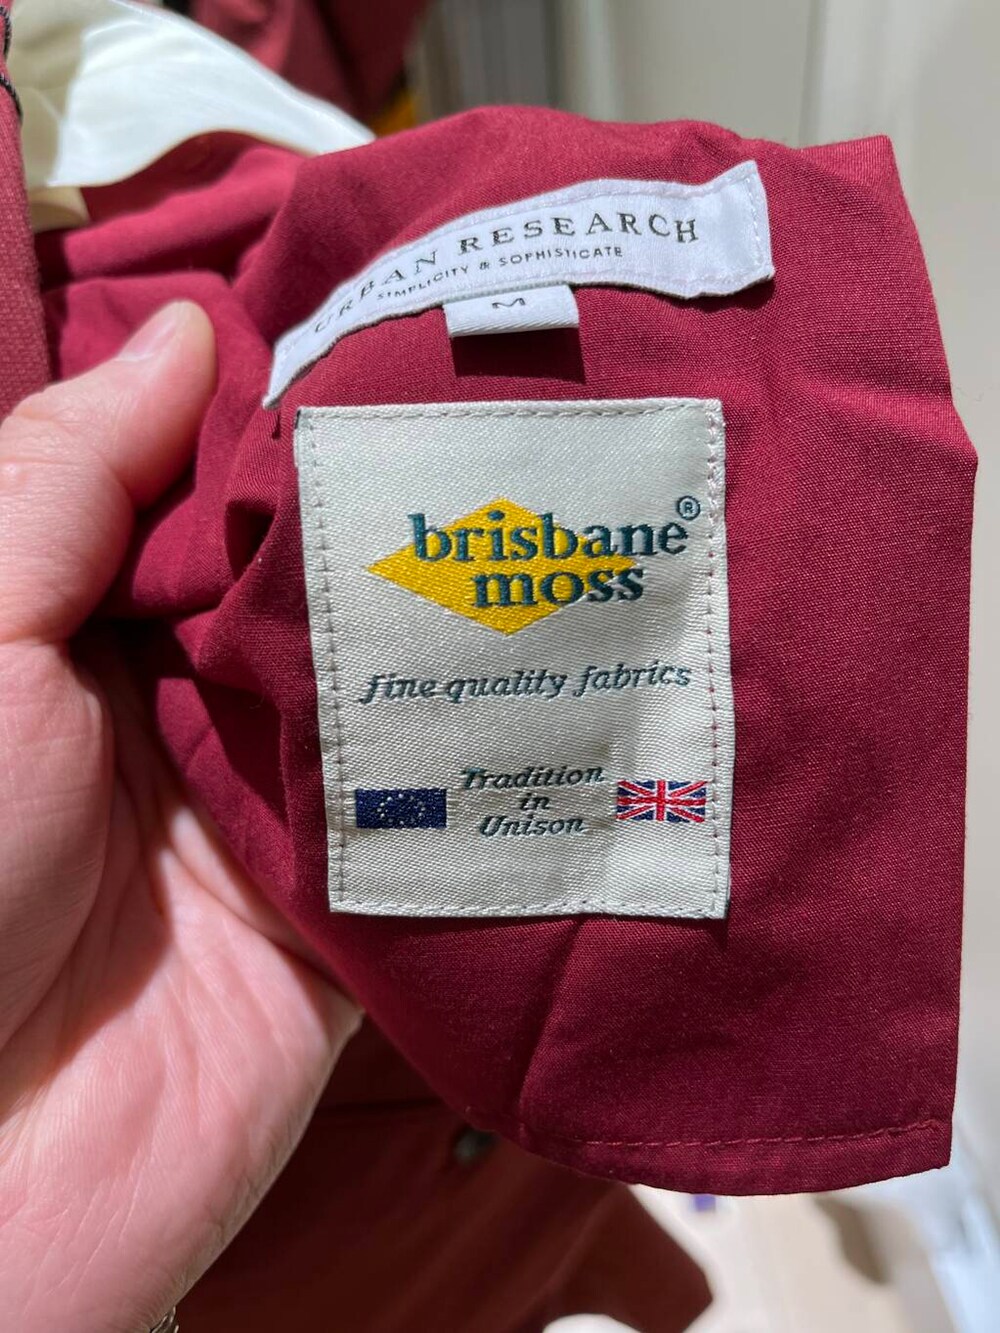 URBAN RESEARCH
SIMPLICITY & SOPHISTICATE
M
brisbane®
moss
fine quality fabrics
Tradition
in
Unison